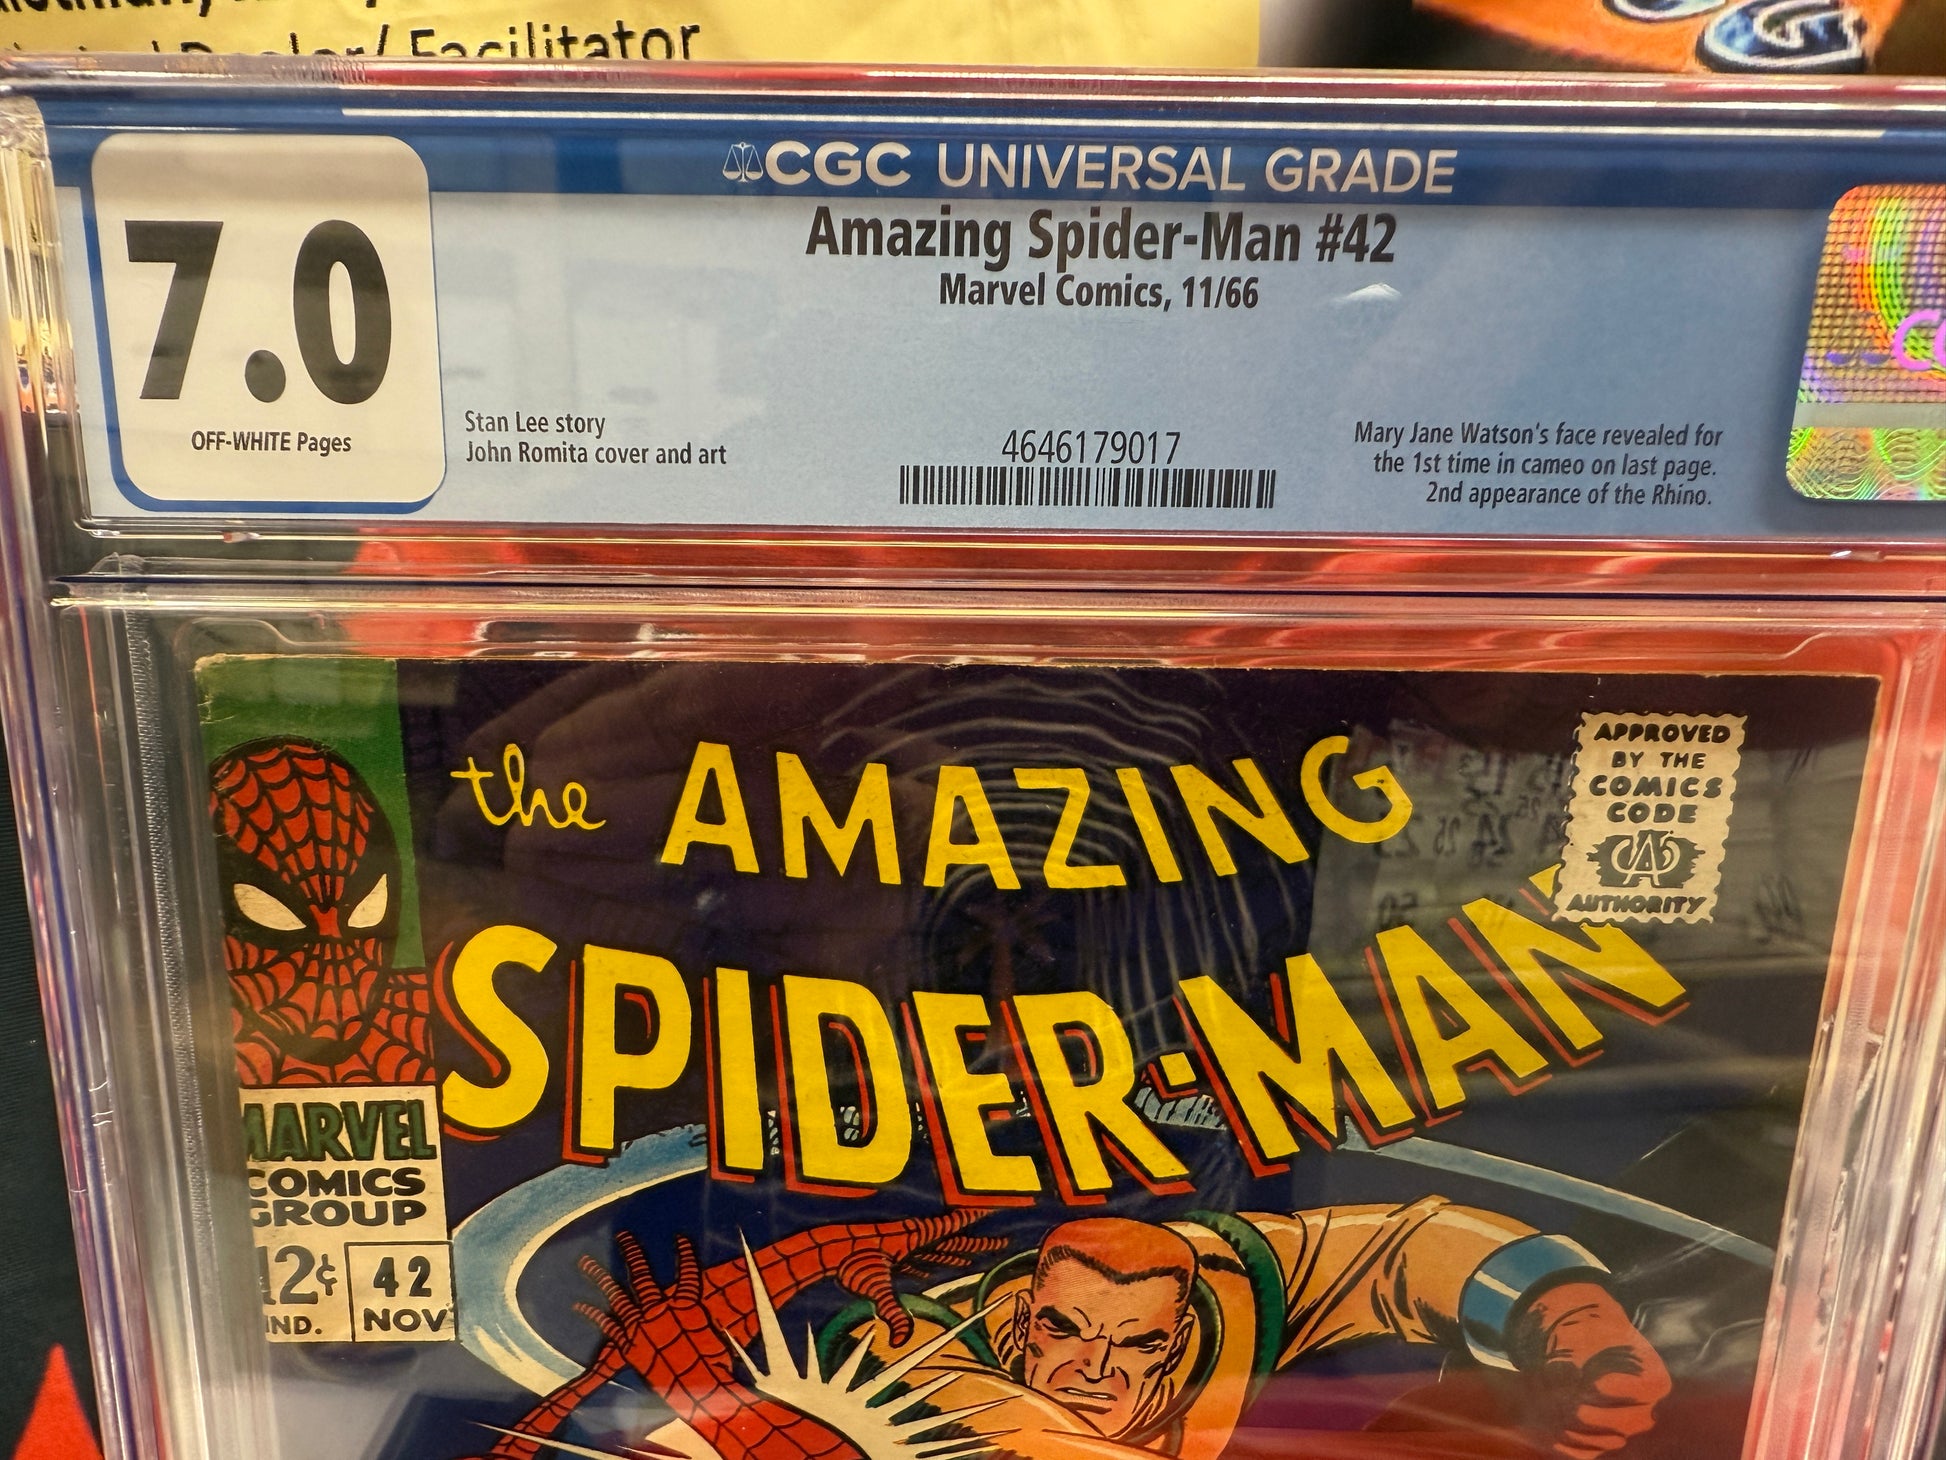 Facilitator
CGC UNIVERSAL GRADE
7.0
OFF-WHITE Pages
Amazing Spider-Man #42
Marvel Comics, 11/66
Stan Lee story
John Romita cover and art
4646179017
Mary Jane Watson's face revealed for
the 1st time in cameo on last page.
2nd appearance of the Rhino.
the AMAZING
SPIDER-MAN
APPROVED
BY THE
COMICS
CODE
CA
AUTHORITY
MARVEL
COMICS
GROUP
12¢
IND.
42
NOV